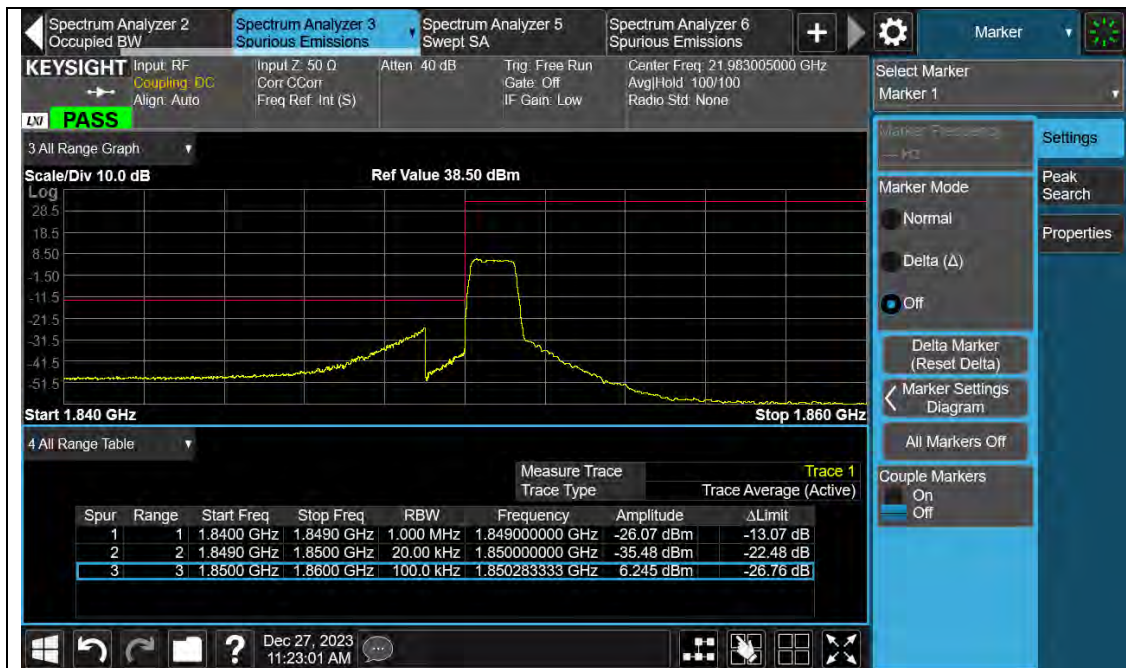 Spectrum Analyzer 2
Occupied BW
Spectrum Analyzer 3
Spurious Emissions
Spectrum Analyzer 5
Swept SA
Spectrum Analyzer 6
Spurious Emissions
+
Marker
KEYSIGHT
Input: RF
Coupling: DC
Align: Auto
Input Z: 50 Ω
Corr CCorr
Freq Ref: Int (S)
Atten: 40 dB
Trig: Free Run
Gate: Off
IF Gain: Low
Center Freq: 21.983005000 GHz
Avg|Hold: 100/100
Radio Std: None
LXI
PASS
3 All Range Graph
Scale/Div 10.0 dB
Ref Value 38.50 dBm
Log
28.5
18.5
8.50
-1.50
-11.5
-21.5
-31.5
-41.5
-51.5
Start 1.840 GHz
Stop 1.860 GHz
4 All Range Table
Measure Trace Trace 1
Trace Type Trace Average (Active)
Spur Range Start Freq Stop Freq RBW Frequency Amplitude ΔLimit
1 1 1.8400 GHz 1.8490 GHz 1.000 MHz 1.849000000 GHz -26.07 dBm -13.07 dB
2 2 1.8490 GHz 1.8500 GHz 20.00 kHz 1.850000000 GHz -35.48 dBm -22.48 dB
3 3 1.8500 GHz 1.8600 GHz 100.0 kHz 1.850283333 GHz 6.245 dBm -26.76 dB
Dec 27, 2023
11:23:01 AM
?
Select Marker
Marker 1
Marker Frequency
--- Hz
Marker Mode
Normal
Delta (Δ)
Off
Delta Marker
(Reset Delta)
Marker Settings
Diagram
All Markers Off
Couple Markers
On
Off
Settings
Peak
Search
Properties